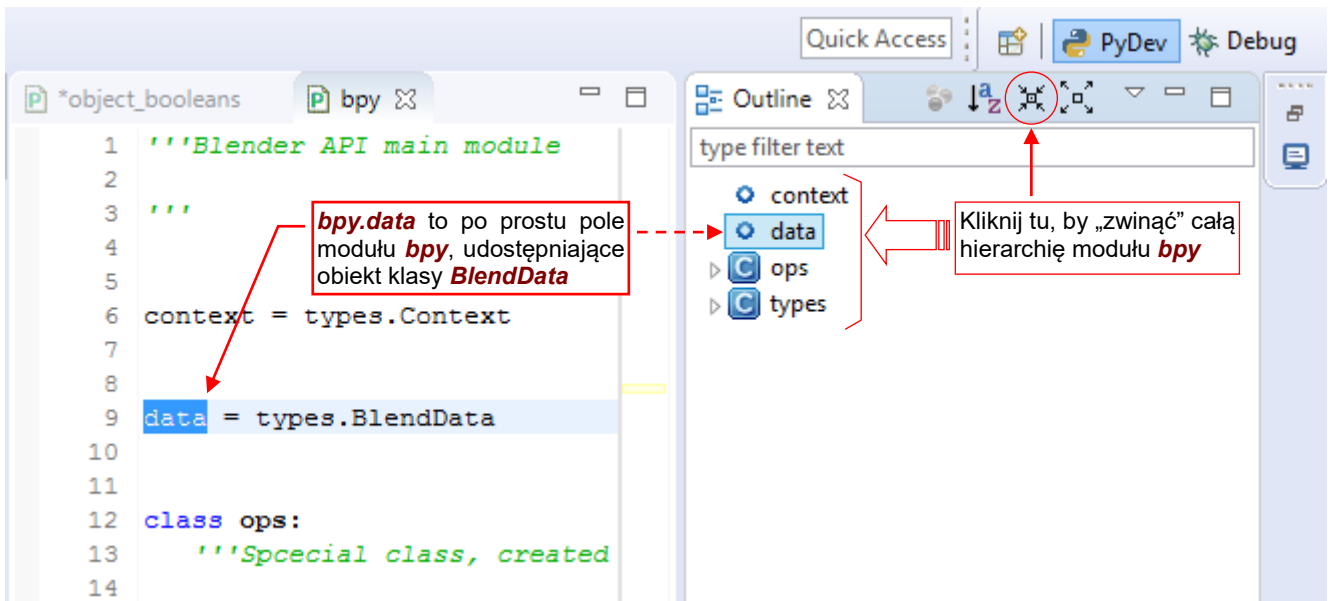 Quick Access PyDev Debug
*object_booleans bpy Outline
1 '''Blender API main module
type filter text
2
3 '''
4
5
6 context = types.Context
7
8
9 data = types.BlendData
10
11
12 class ops:
13 '''Spcecial class, created
14
bpy.data to po prostu pole
modułu bpy, udostępniające
obiekt klasy BlendData
context
data
ops
types
Kliknij tu, by „zwinąć” całą
hierarchię modułu bpy